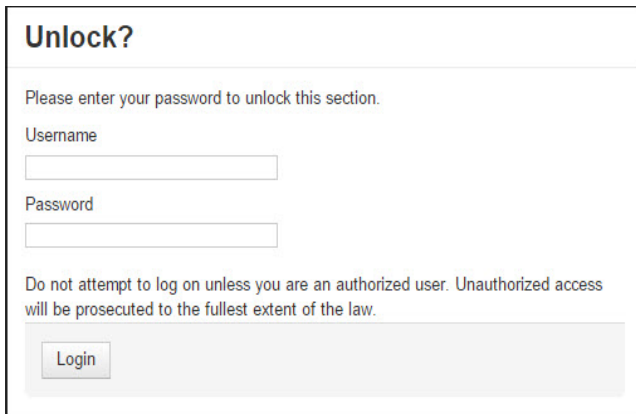 Unlock?
Please enter your password to unlock this section.
Username
Password
Do not attempt to log on unless you are an authorized user. Unauthorized access
will be prosecuted to the fullest extent of the law.
Login